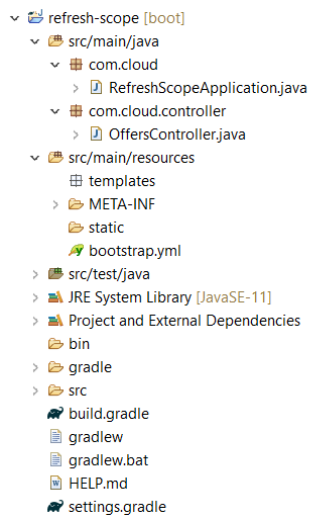 refresh-scope [boot]
src/main/java
com.cloud
RefreshScopeApplication.java
com.cloud.controller
OffersController.java
src/main/resources
templates
META-INF
static
bootstrap.yml
src/test/java
JRE System Library [JavaSE-11]
Project and External Dependencies
bin
gradle
src
build.gradle
gradlew
gradlew.bat
HELP.md
settings.gradle